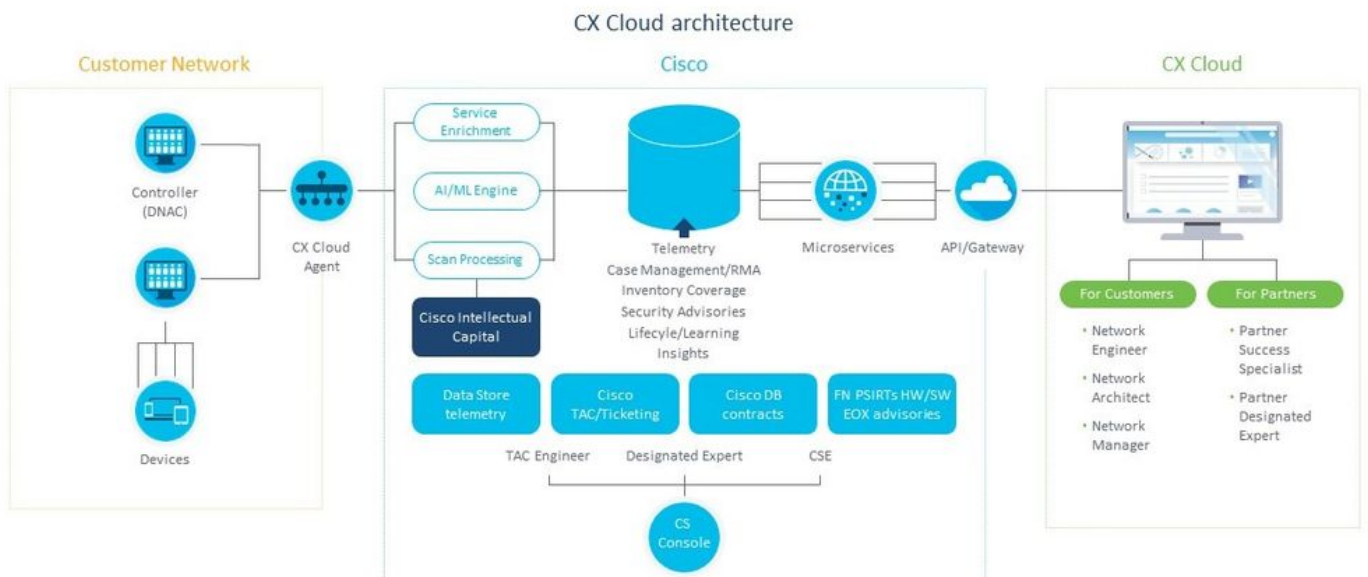 CX Cloud architecture
Customer Network
Controller
(DNAC)
Devices
CX Cloud
Agent
Cisco
Service
Enrichment
AI/ML Engine
Scan Processing
Cisco Intellectual
Capital
Telemetry
Case Management/RMA
Inventory Coverage
Security Advisories
Lifecyle/Learning
Insights
Microservices
API/Gateway
Data Store
telemetry
Cisco
TAC/Ticketing
Cisco DB
contracts
FN PSIRTs HW/SW
EOX advisories
TAC Engineer
Designated Expert
CSE
CS
Console
CX Cloud
For Customers
• Network
Engineer
• Network
Architect
• Network
Manager
For Partners
• Partner
Success
Specialist
• Partner
Designated
Expert